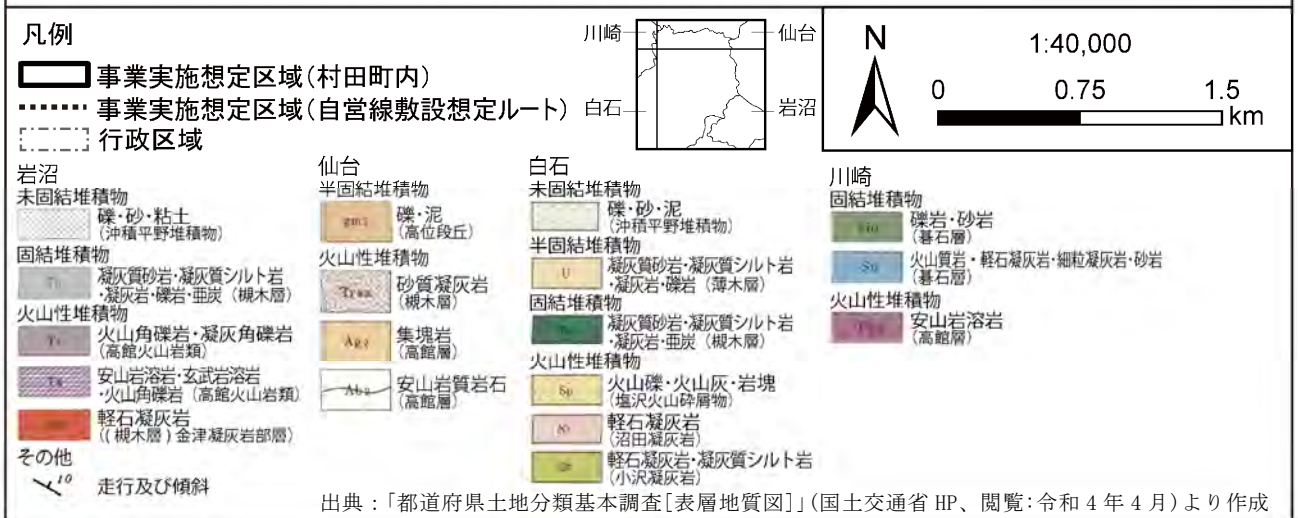 凡例
事業実施想定区域(村田町内)
事業実施想定区域(自営線敷設想定ルート)
行政区域
川崎
仙台
白石
岩沼
N
1:40,000
0 0.75 1.5
km
岩沼
未固結堆積物
礫・砂・粘土
(沖積平野堆積物)
固結堆積物
凝灰質砂岩・凝灰質シルト岩
・凝灰岩・礫岩・亜炭 (槻木層)
火山性堆積物
火山角礫岩・凝灰角礫岩
(高館火山岩類)
安山岩溶岩・玄武岩溶岩
・火山角礫岩 (高館火山岩類)
軽石凝灰岩
((槻木層)金津凝灰岩部層)
その他
10
走行及び傾斜
仙台
半固結堆積物
gm1
礫・泥
(高位段丘)
火山性堆積物
砂質凝灰岩
(槻木層)
Ag2
集塊岩
(高館層)
安山岩質岩石
(高館層)
白石
未固結堆積物
礫・砂・泥
(沖積平野堆積物)
半固結堆積物
U
凝灰質砂岩・凝灰質シルト岩
・凝灰岩・礫岩 (薄木層)
固結堆積物
凝灰質砂岩・凝灰質シルト岩
・凝灰岩・亜炭 (槻木層)
火山性堆積物
Sp
火山礫・火山灰・岩塊
(塩沢火山砕屑物)
軽石凝灰岩
(沼田凝灰岩)
軽石凝灰岩・凝灰質シルト岩
(小沢凝灰岩)
川崎
固結堆積物
礫岩・砂岩
(碁石層)
火山質岩・軽石凝灰岩・細粒凝灰岩・砂岩
(碁石層)
火山性堆積物
安山岩溶岩
(高館層)
出典:「都道府県土地分類基本調査[表層地質図]」(国土交通省 HP、閲覧:令和4年4月)より作成